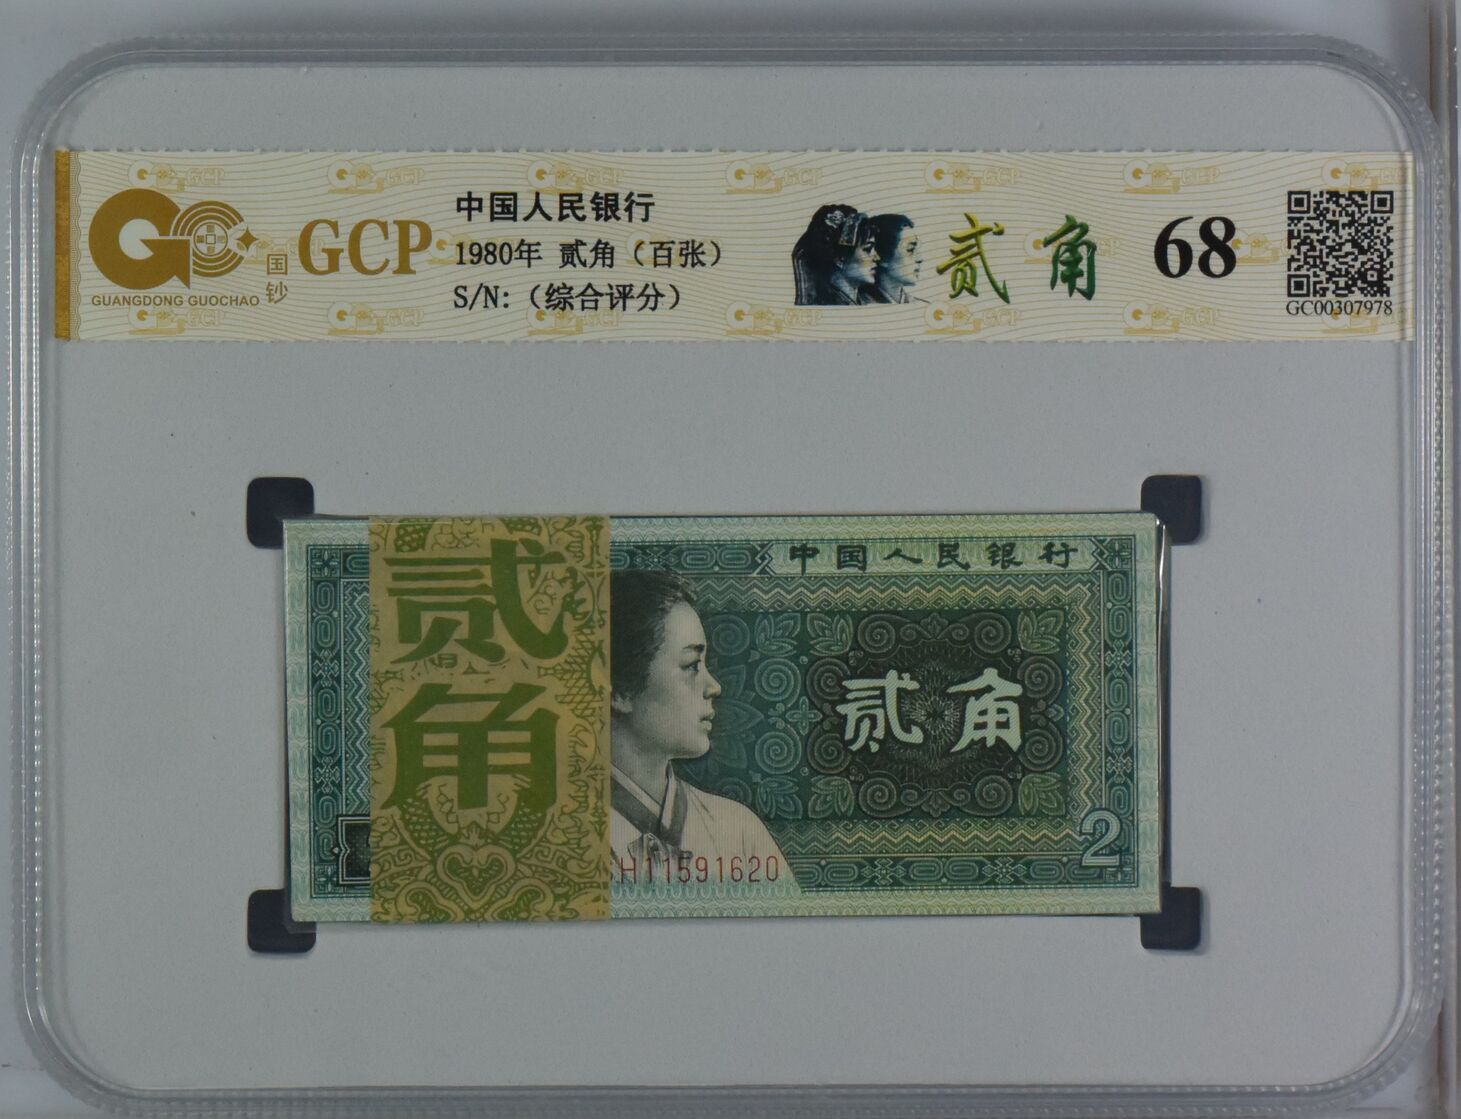 GUANGDONG GUOCHAO
国钞
GCP
中国人民银行
1980年 贰角（百张）
S/N:（综合评分）
贰角
68
GC00307978
贰角
中国人民银行
贰角
H11591620
2